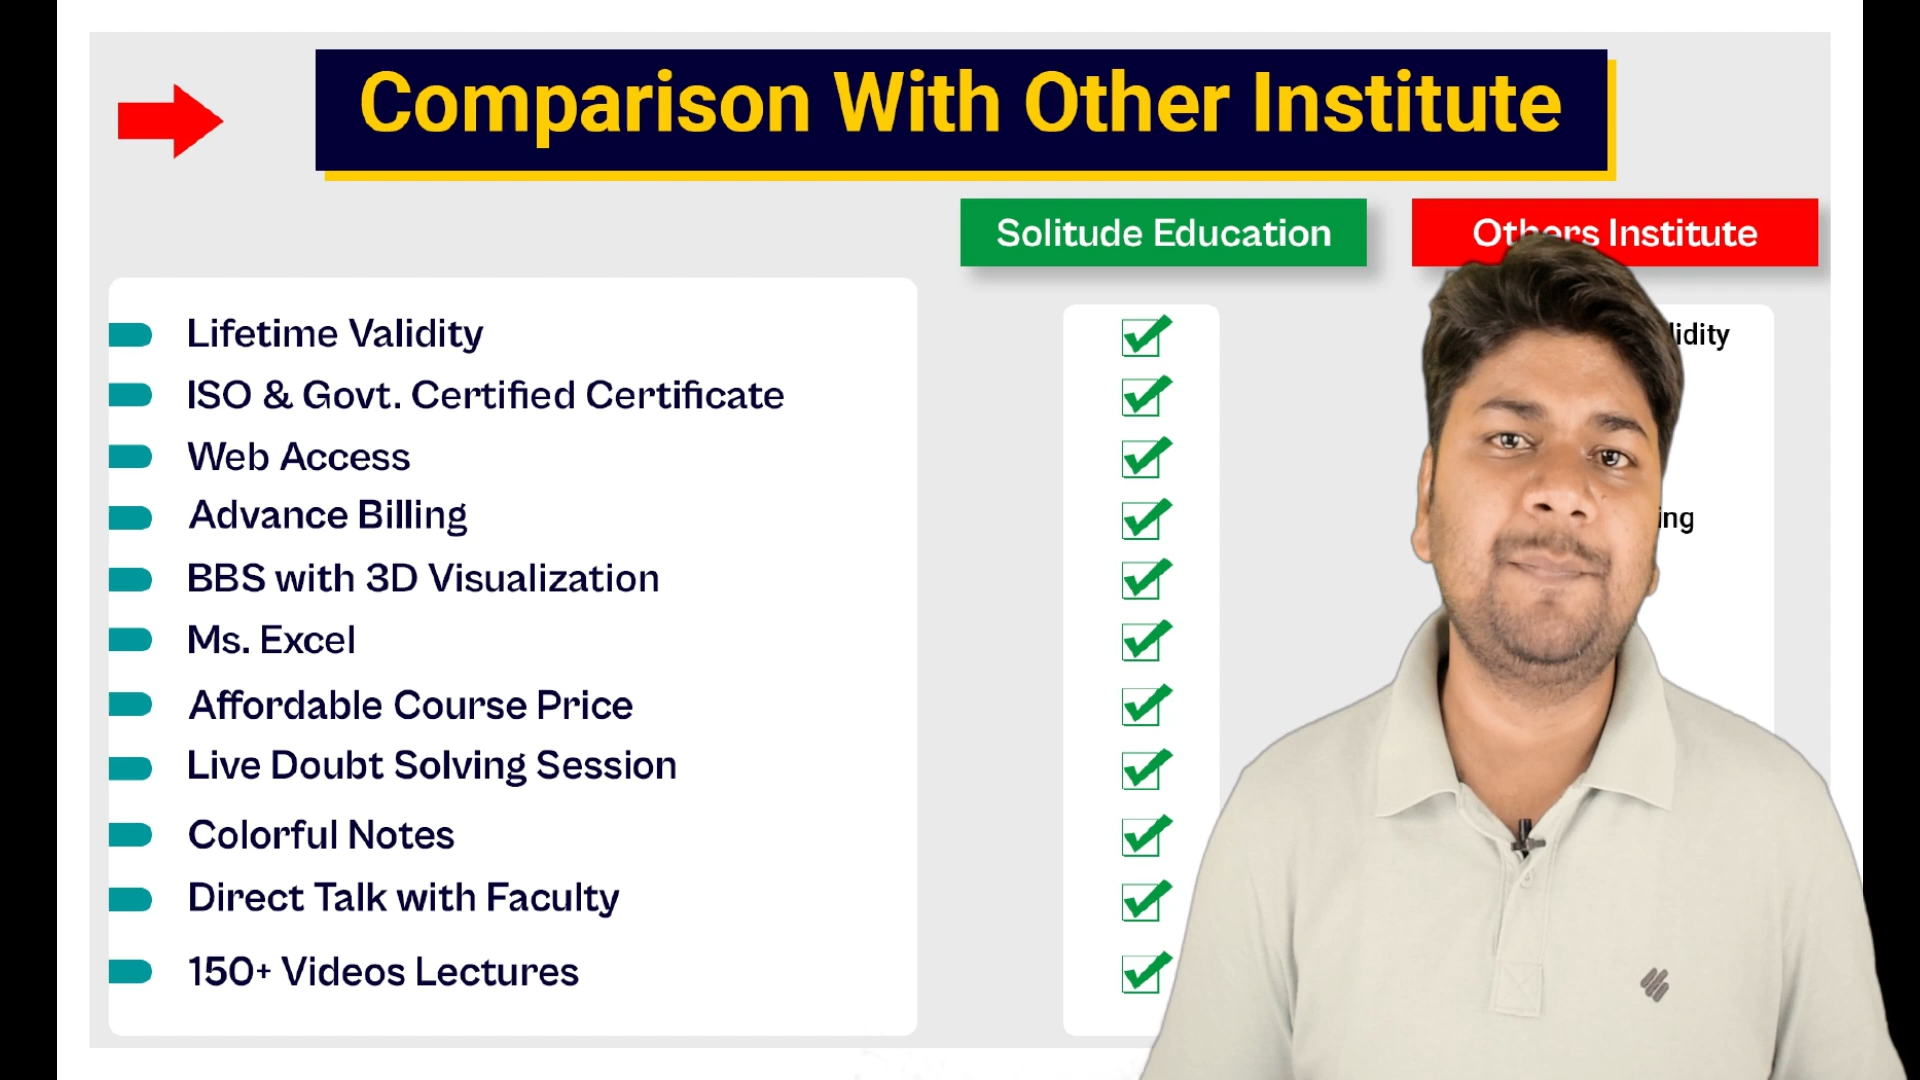 Comparison With Other Institute
Solitude Education
Others Institute
Lifetime Validity
ISO & Govt. Certified Certificate
Web Access
Advance Billing
BBS with 3D Visualization
Ms. Excel
Affordable Course Price
Live Doubt Solving Session
Colorful Notes
Direct Talk with Faculty
150+ Videos Lectures